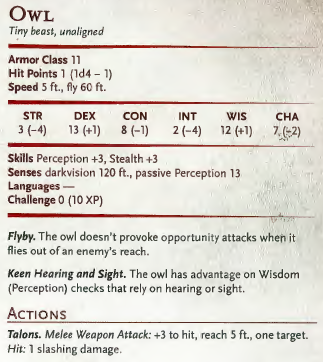 OWL
Tiny beast, unaligned
Armor Class 11
Hit Points 1 (1d4 – 1)
Speed 5 ft., fly 60 ft.
STR DEX CON INT WIS CHA
3 (–4) 13 (+1) 8 (–1) 2 (–4) 12 (+1) 7 (–2)
Skills Perception +3, Stealth +3
Senses darkvision 120 ft., passive Perception 13
Languages —
Challenge 0 (10 XP)
Flyby. The owl doesn't provoke opportunity attacks when it
flies out of an enemy's reach.
Keen Hearing and Sight. The owl has advantage on Wisdom
(Perception) checks that rely on hearing or sight.
ACTIONS
Talons. Melee Weapon Attack: +3 to hit, reach 5 ft., one target.
Hit: 1 slashing damage.